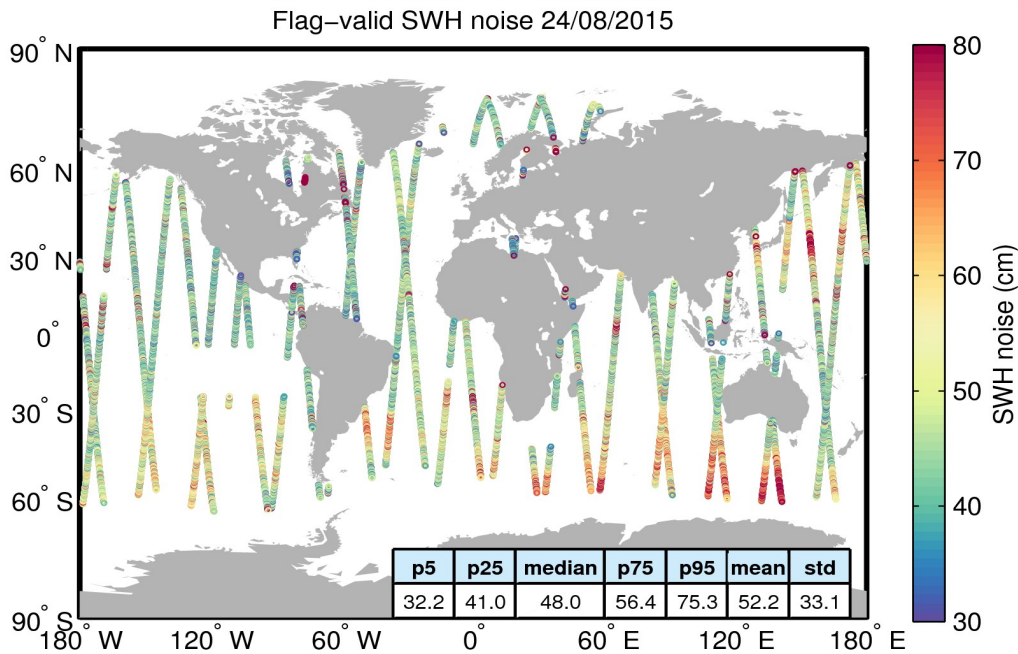 Flag−valid SWH noise 24/08/2015
90° N
60° N
30° N
0°
30° S
60° S
90° S
180° W
120° W
60° W
0°
60° E
120° E
180° E
80
70
60
50
40
30
SWH noise (cm)
p5 p25 median p75 p95 mean std
32.2 41.0 48.0 56.4 75.3 52.2 33.1